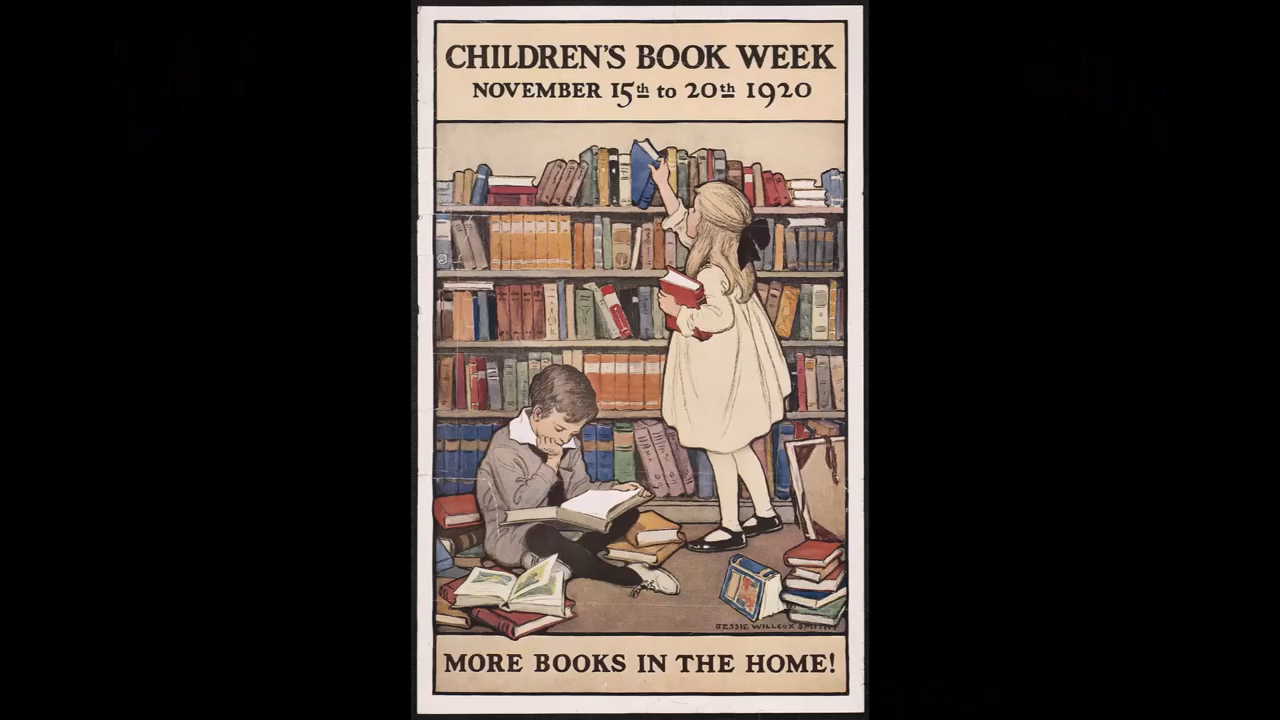 CHILDREN'S BOOK WEEK
NOVEMBER 15th to 20th 1920
JESSIE WILLCOX SMITH
MORE BOOKS IN THE HOME!